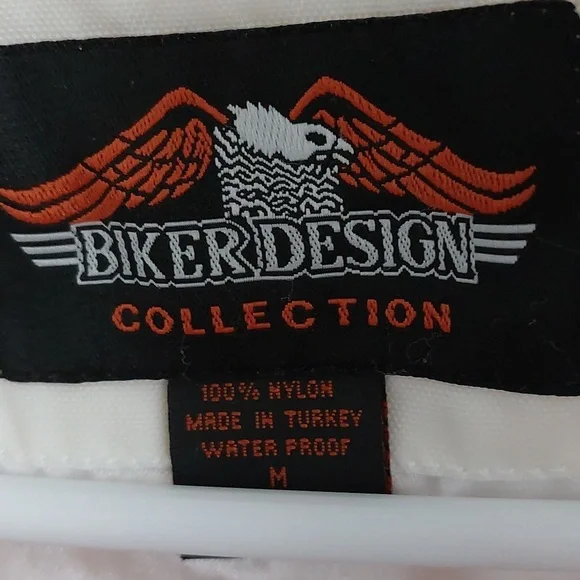 BIKER DESIGN
COLLECTION
100% NYLON
MADE IN TURKEY
WATER PROOF
M